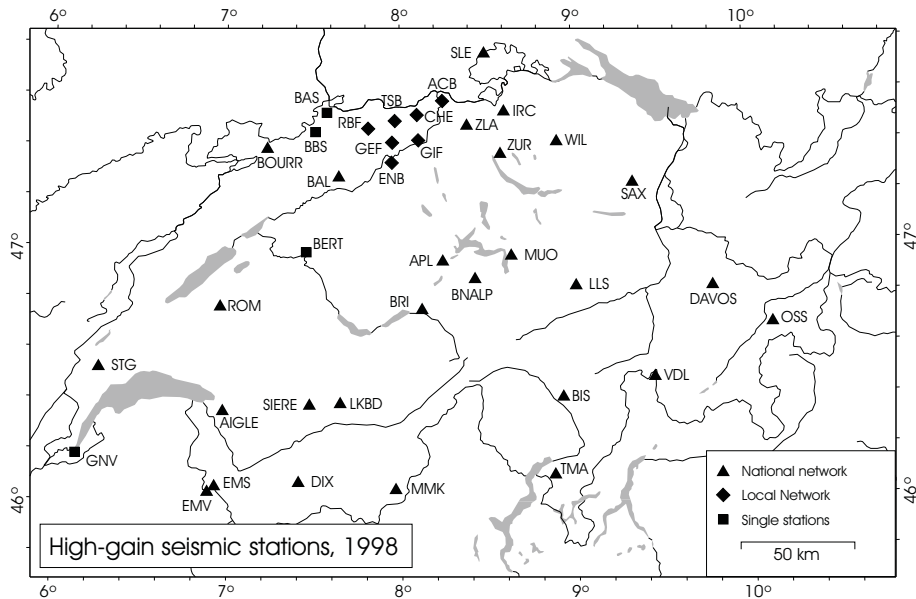 6° 7° 8° 9° 10°
SLE
ACB
BAS
TSB
IRC
RBF
CHE
ZLA
BBS
GEF
GIF
ZUR
WIL
BOURR
ENB
BAL
SAX
47°
BERT
47°
APL
MUO
BNALP
LLS
DAVOS
BRI
ROM
OSS
STG
VDL
SIERE
LKBD
BIS
AIGLE
GNV
TMA
EMS
DIX
MMK
EMV
46°
46°
National network
Local Network
Single stations
50 km
High-gain seismic stations, 1998
6° 7° 8° 9° 10°